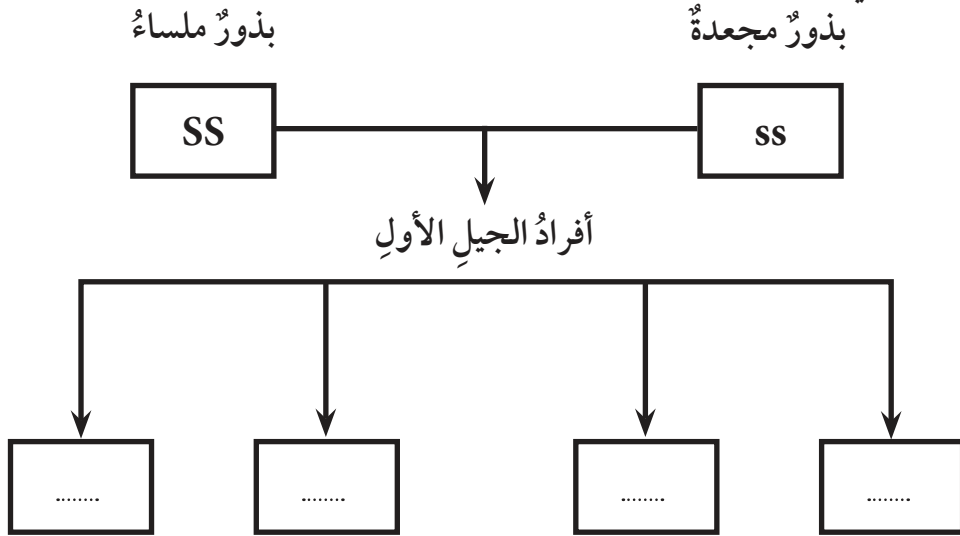 بذورٌ مجعدةٌ
بذورٌ ملساءُ
ss
SS
أفرادُ الجيلِ الأولِ
........
........
........
........